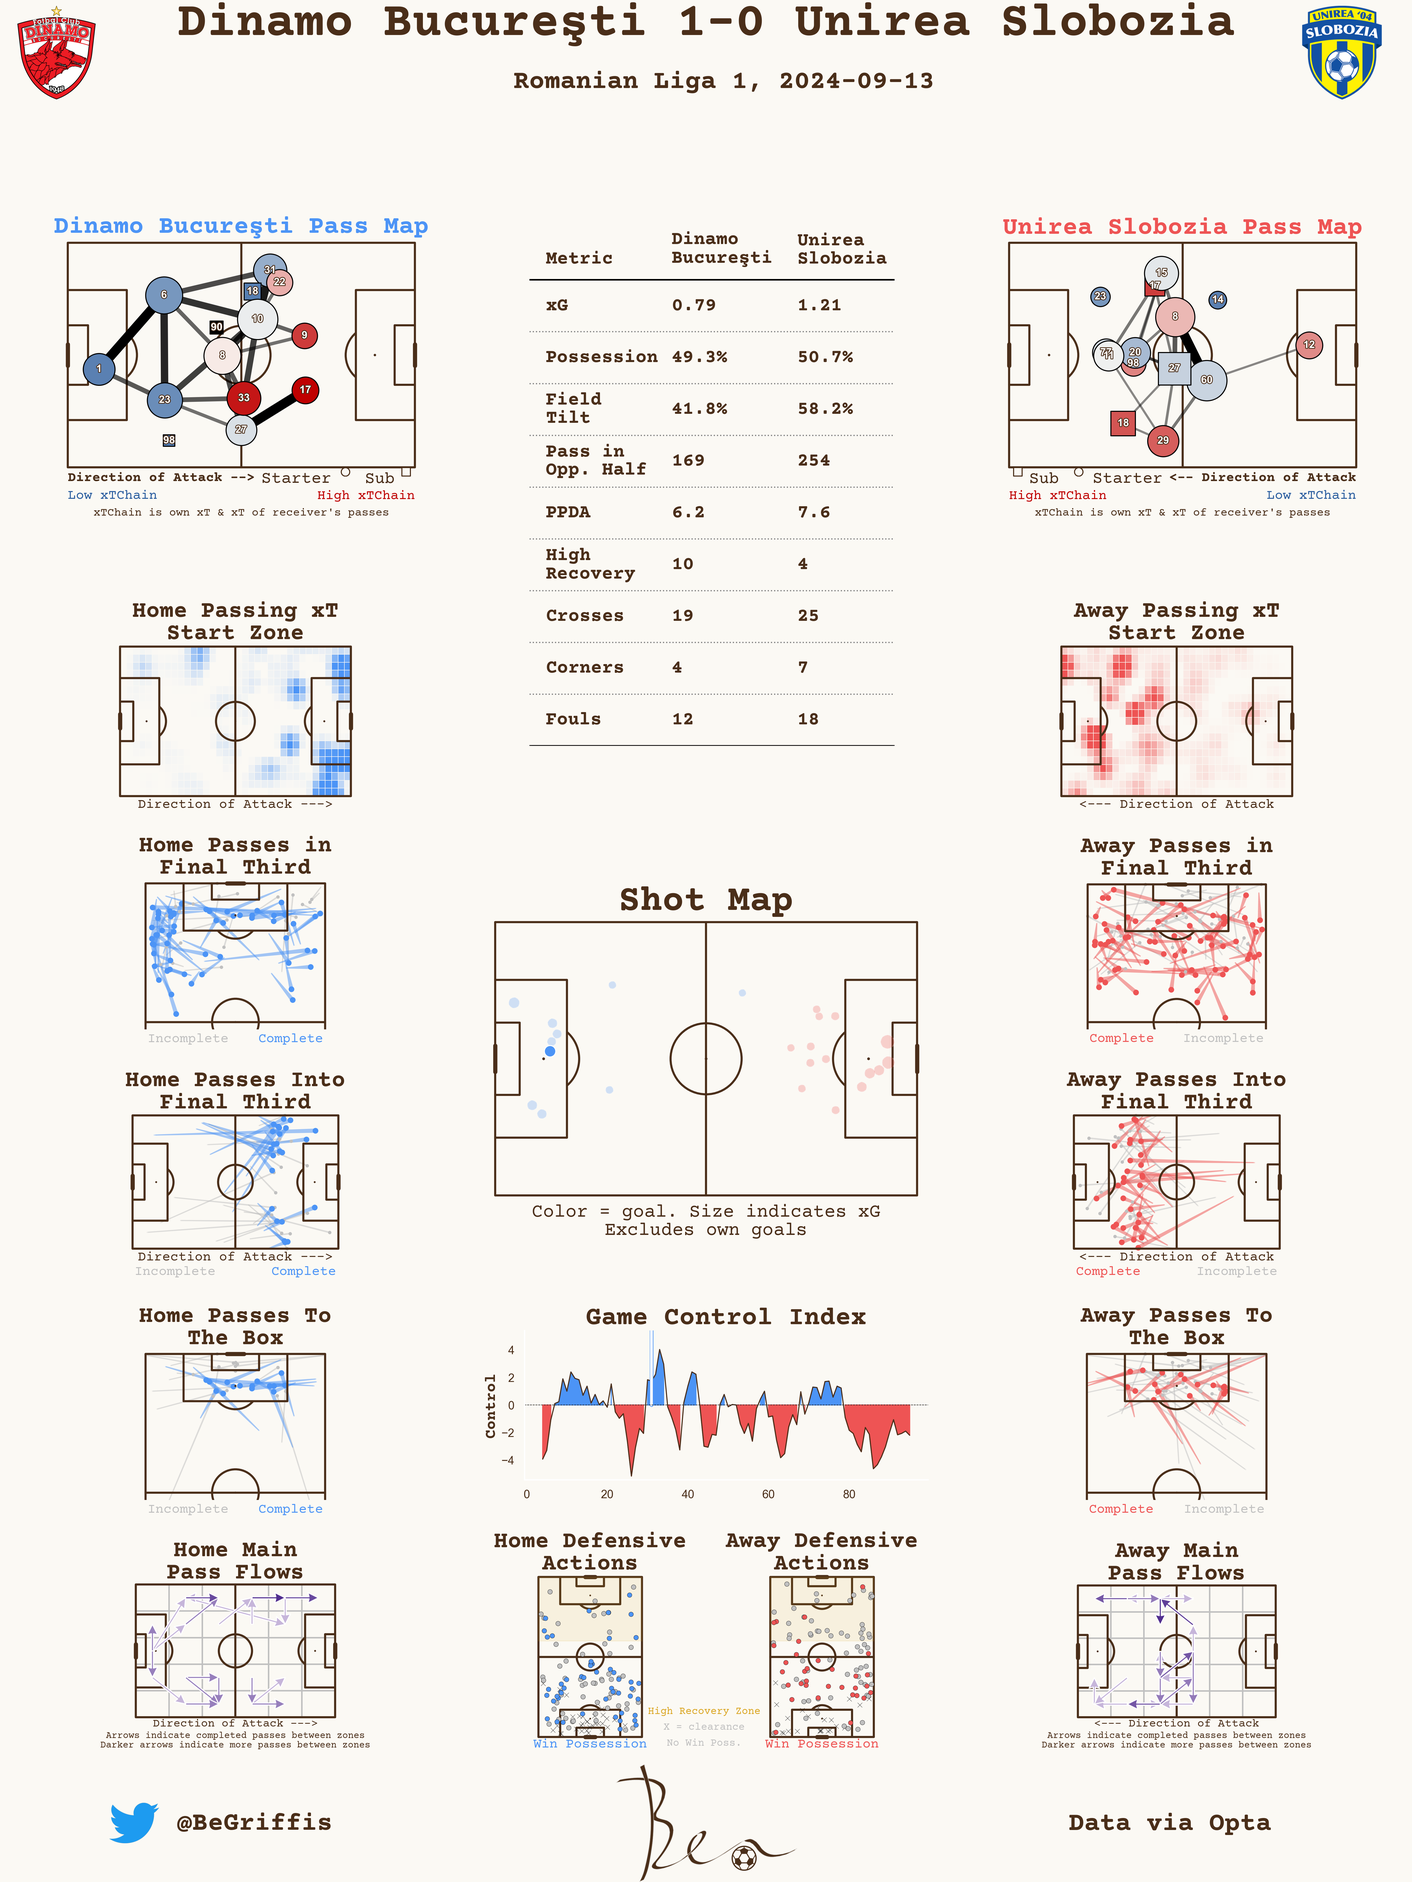 Dinamo Bucureşti 1-0 Unirea Slobozia
Romanian Liga 1, 2024-09-13
Fotbal Club
DINAMO
BUCUREŞTI
1948
UNIREA '04
SLOBOZIA
Dinamo Bucureşti Pass Map
31
22
18
6
10
90
9
8
1
17
33
23
27
98
Direction of Attack --> Starter Sub
Low xTChain High xTChain
xTChain is own xT & xT of receiver's passes
Metric Dinamo Bucureşti Unirea Slobozia
xG 0.79 1.21
Possession 49.3% 50.7%
Field Tilt 41.8% 58.2%
Pass in Opp. Half 169 254
PPDA 6.2 7.6
High Recovery 10 4
Crosses 19 25
Corners 4 7
Fouls 12 18
Unirea Slobozia Pass Map
15
17
23
14
8
12
77
11
20
98
27
60
18
29
Sub Starter <-- Direction of Attack
High xTChain Low xTChain
xTChain is own xT & xT of receiver's passes
Home Passing xT
Start Zone
Direction of Attack --->
Away Passing xT
Start Zone
<--- Direction of Attack
Home Passes in
Final Third
Incomplete Complete
Away Passes in
Final Third
Complete Incomplete
Shot Map
Color = goal. Size indicates xG
Excludes own goals
Home Passes Into
Final Third
Direction of Attack --->
Incomplete Complete
Away Passes Into
Final Third
<--- Direction of Attack
Complete Incomplete
Home Passes To
The Box
Incomplete Complete
Game Control Index
Control
4
2
0
−2
−4
0 20 40 60 80
Away Passes To
The Box
Complete Incomplete
Home Main
Pass Flows
Direction of Attack --->
Arrows indicate completed passes between zones
Darker arrows indicate more passes between zones
Home Defensive
Actions
Win Possession
High Recovery Zone
X = clearance
No Win Poss.
Away Defensive
Actions
Win Possession
Away Main
Pass Flows
<--- Direction of Attack
Arrows indicate completed passes between zones
Darker arrows indicate more passes between zones
@BeGriffis
Ben
Data via Opta